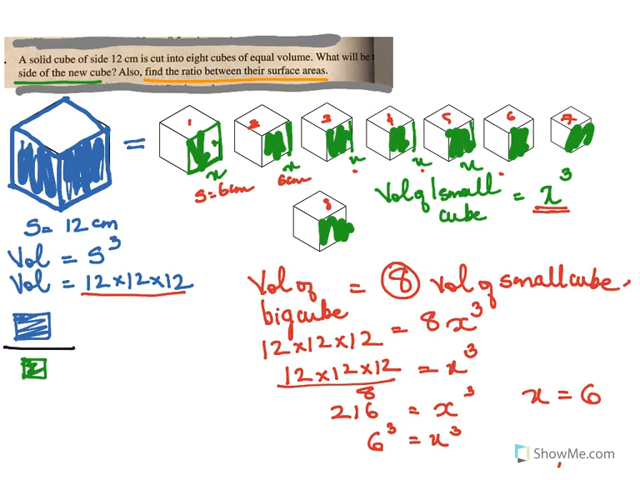 A solid cube of side 12 cm is cut into eight cubes of equal volume. What will be
side of the new cube? Also, find the ratio between their surface areas.
1 2 3 4 5 6 7
=
x x x x x
S=6cm 6cm
Vol of 1 small cube = x³
8
S = 12 cm
Vol = S³
Vol = 12×12×12
Vol of big cube = 8 Vol of small cube.
12×12×12 = 8x³
12×12×12 / 8 = x³
216 = x³
6³ = x³
x = 6
ShowMe.com